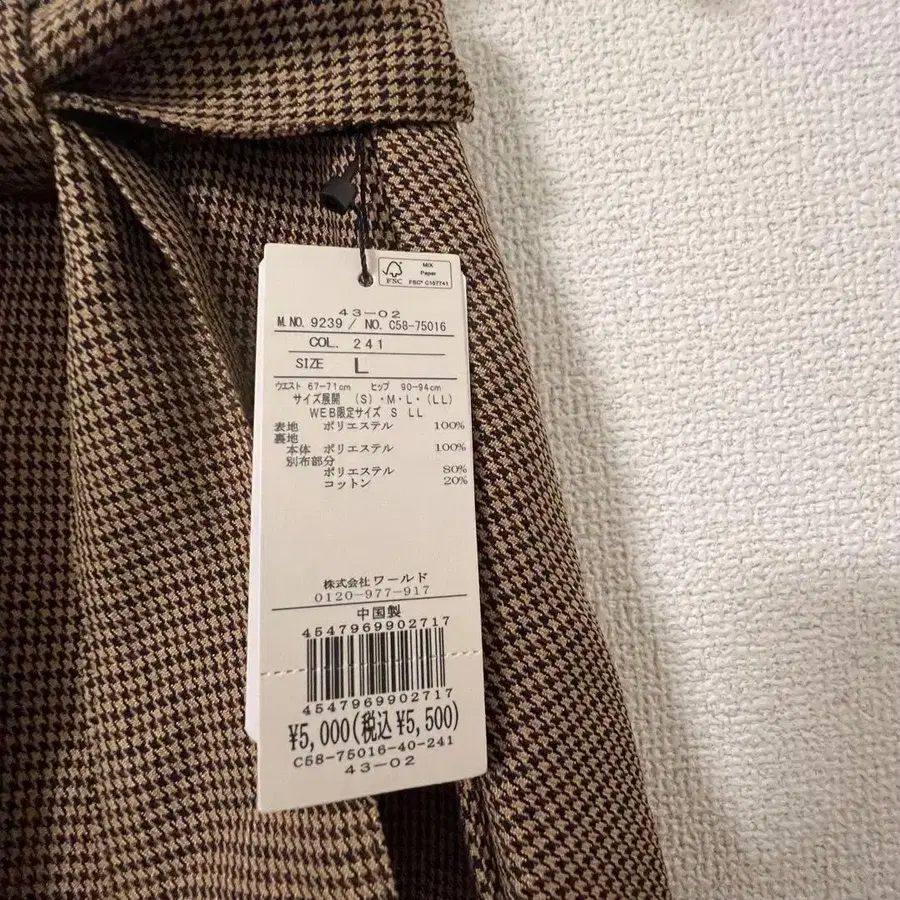 FSC
MIX
Paper
FSC® C107741
43-02
M.NO. 9239 / NO. C58-75016
COL. 241
SIZE L
ウエスト 67-71cm ヒップ 90-94cm
サイズ展開 (S)・M・L・(LL)
WEB限定サイズ S LL
表地 ポリエステル 100%
裏地
本体 ポリエステル 100%
別布部分
ポリエステル 80%
コットン 20%
株式会社ワールド
0120-977-917
中国製
4547969902717
4547969902717
¥5,000(税込¥5,500)
C58-75016-40-241
43-02